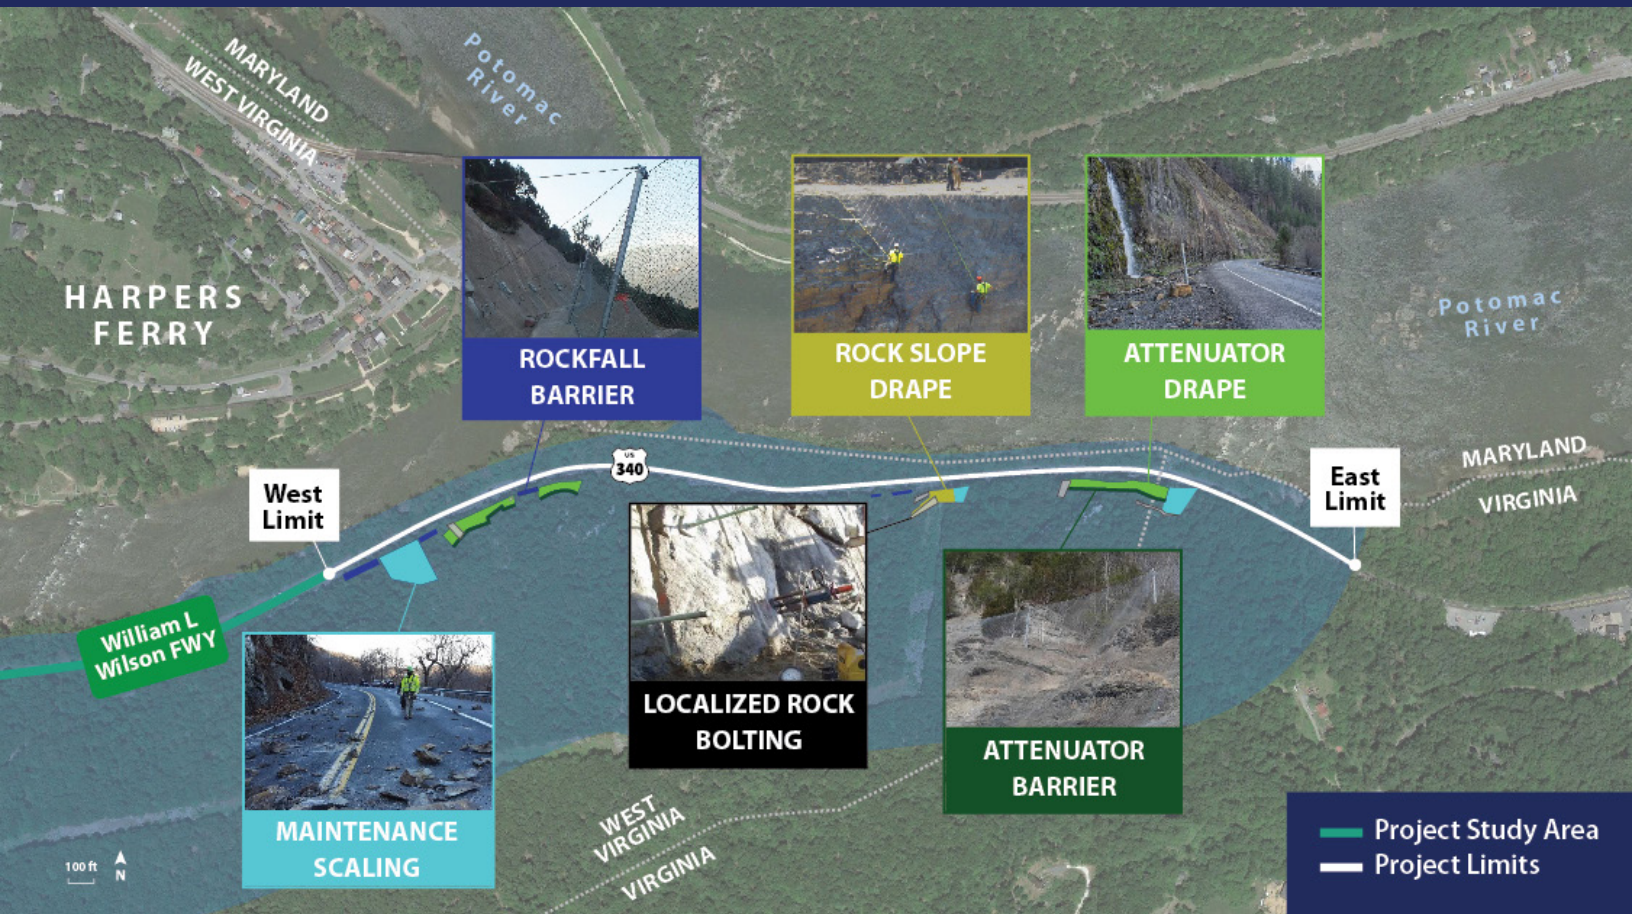 MARYLAND
WEST VIRGINIA
Potomac
River
HARPERS
FERRY
ROCKFALL
BARRIER
ROCK SLOPE
DRAPE
ATTENUATOR
DRAPE
Potomac
River
US
340
West
Limit
East
Limit
MARYLAND
VIRGINIA
William L
Wilson FWY
LOCALIZED ROCK
BOLTING
ATTENUATOR
BARRIER
MAINTENANCE
SCALING
WEST
VIRGINIA
VIRGINIA
100 ft
N
Project Study Area
Project Limits